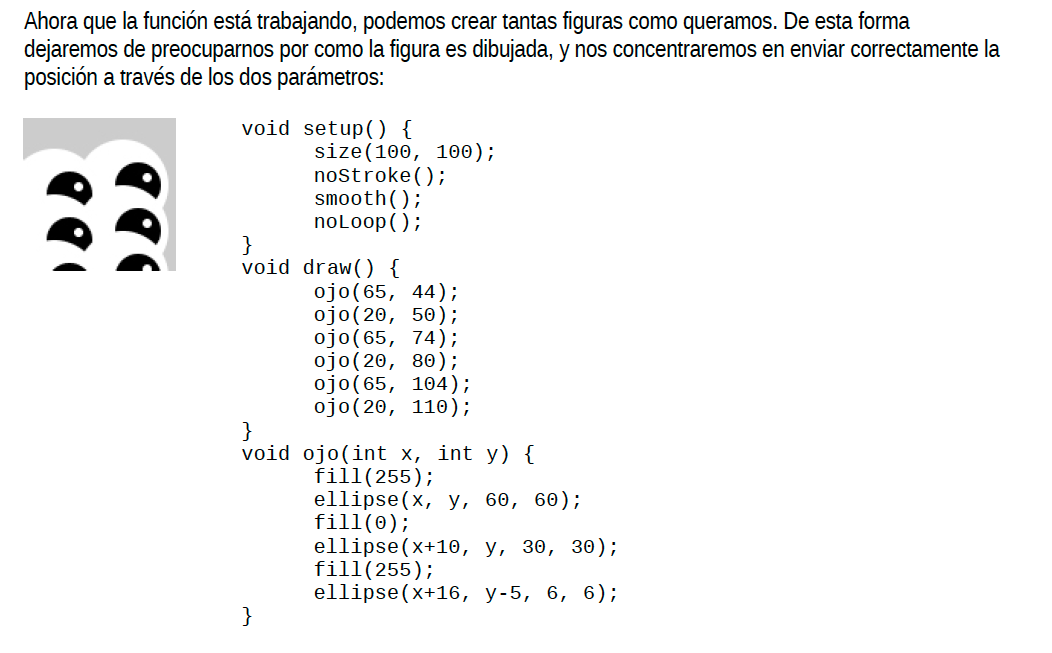 Ahora que la función está trabajando, podemos crear tantas figuras como queramos. De esta forma
dejaremos de preocuparnos por como la figura es dibujada, y nos concentraremos en enviar correctamente la
posición a través de los dos parámetros:
void setup() {
size(100, 100);
noStroke();
smooth();
noLoop();
}
void draw() {
ojo(65, 44);
ojo(20, 50);
ojo(65, 74);
ojo(20, 80);
ojo(65, 104);
ojo(20, 110);
}
void ojo(int x, int y) {
fill(255);
ellipse(x, y, 60, 60);
fill(0);
ellipse(x+10, y, 30, 30);
fill(255);
ellipse(x+16, y-5, 6, 6);
}